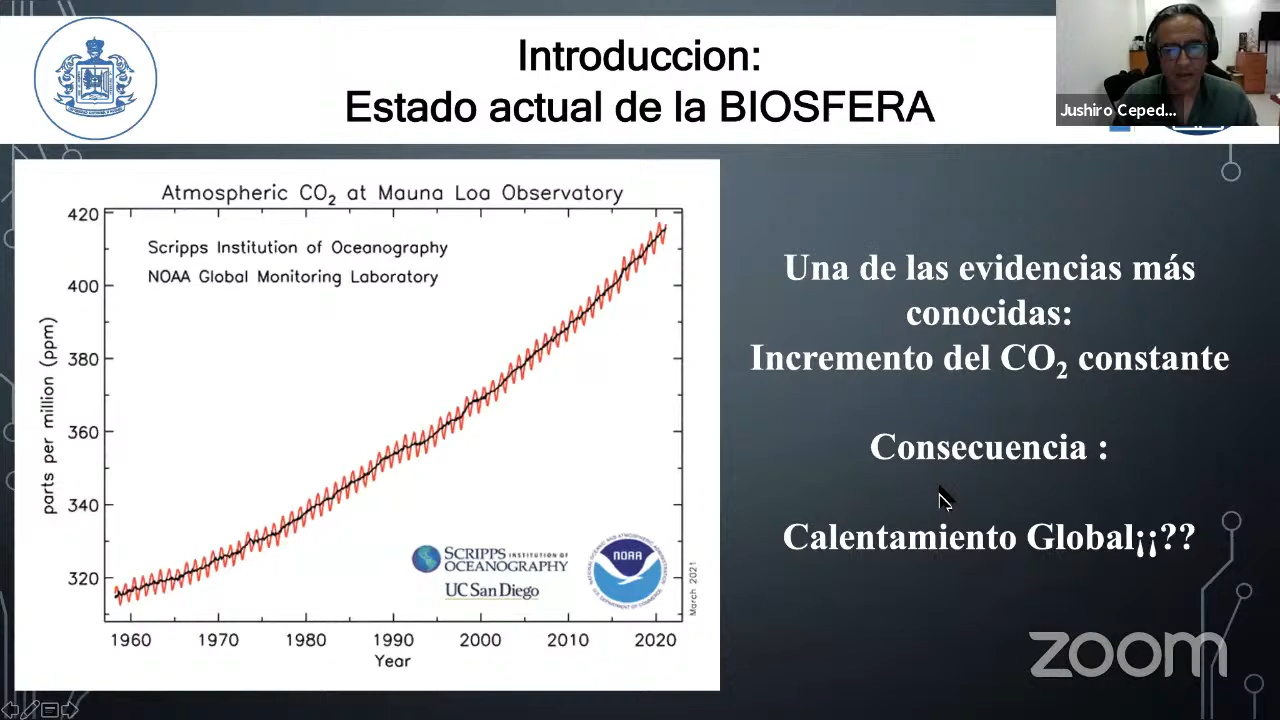 Introduccion:
Estado actual de la BIOSFERA
Jushiro Ceped...
Atmospheric CO₂ at Mauna Loa Observatory
Scripps Institution of Oceanography
NOAA Global Monitoring Laboratory
420
400
380
360
340
320
parts per million (ppm)
1960 1970 1980 1990 2000 2010 2020
Year
SCRIPPS INSTITUTION OF
OCEANOGRAPHY
UC San Diego
NOAA
March 2021
Una de las evidencias más
conocidas:
Incremento del CO₂ constante
Consecuencia :
Calentamiento Global¡¡??
zoom